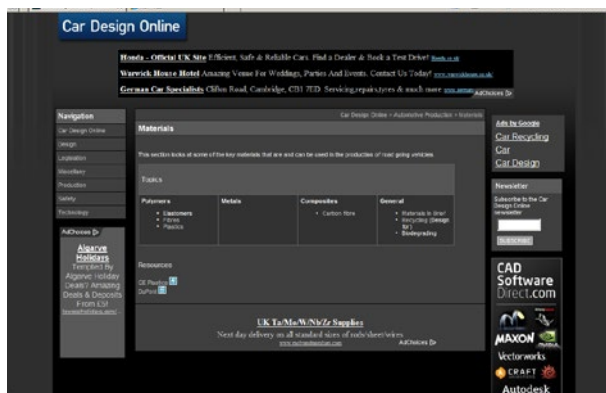 Car Design Online
Honda - Official UK Site Efficient, Safe & Reliable Cars. Find a Dealer & Book a Test Drive! Honda.co.uk
Warwick House Hotel Amazing Venue For Weddings, Parties And Events. Contact Us Today! www.warwickhouse.co.uk/
German Car Specialists Clifton Road, Cambridge, CB1 7ED. Servicing,repairs,tyres & much more
AdChoices
Navigation
Car Design Online
Design
Legislation
Miscellany
Production
Safety
Technology
AdChoices
Algarve
Holidays
Tempted By
Algarve Holiday
Deals? Amazing
Deals & Deposits
From £5!
Car Design Online > Automotive Production > Materials
Materials
This section looks at some of the key materials that are and can be used in the production of road going vehicles.
Topics
Polymers
Elastomers
Fibres
Plastics
Metals
Composites
Carbon fibre
General
Materials in Brief
Recycling (Design
for)
Biodegrading
Resources
GE Plastics
DuPont
UK Ta/Mo/W/Nb/Zr Supplies
Next day delivery on all standard sizes of rods/sheet/wires
AdChoices
Ads by Google
Car Recycling
Car
Car Design
Newsletter
Subscribe to the Car
Design Online
newsletter
SUBSCRIBE
CAD
Software
Direct.com
MAXON
NVIDIA
Vectorworks
CRAFT
Autodesk